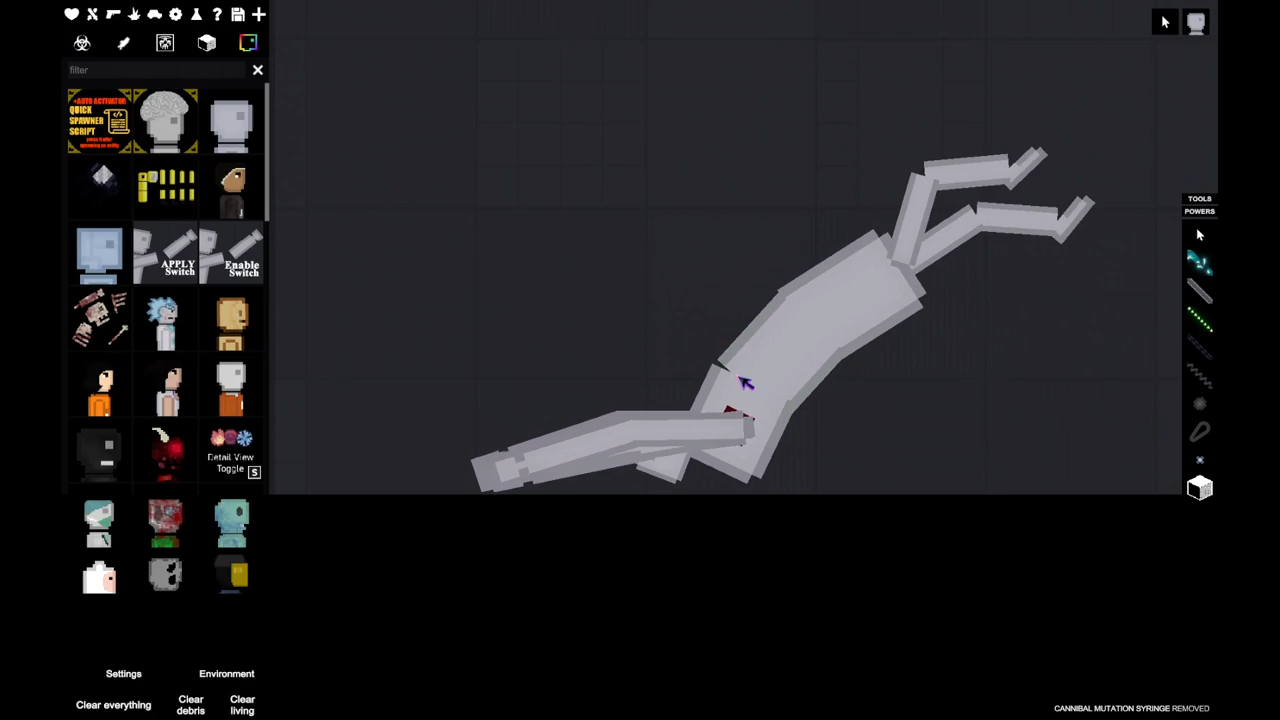 filter
+AUTO ACTIVATOR
QUICK
SPAWNER
SCRIPT
APPLY
Switch
Enable
Switch
Detail View
Toggle
S
Settings
Environment
Clear everything
Clear
debris
Clear
living
TOOLS
POWERS
CANNIBAL MUTATION SYRINGE REMOVED